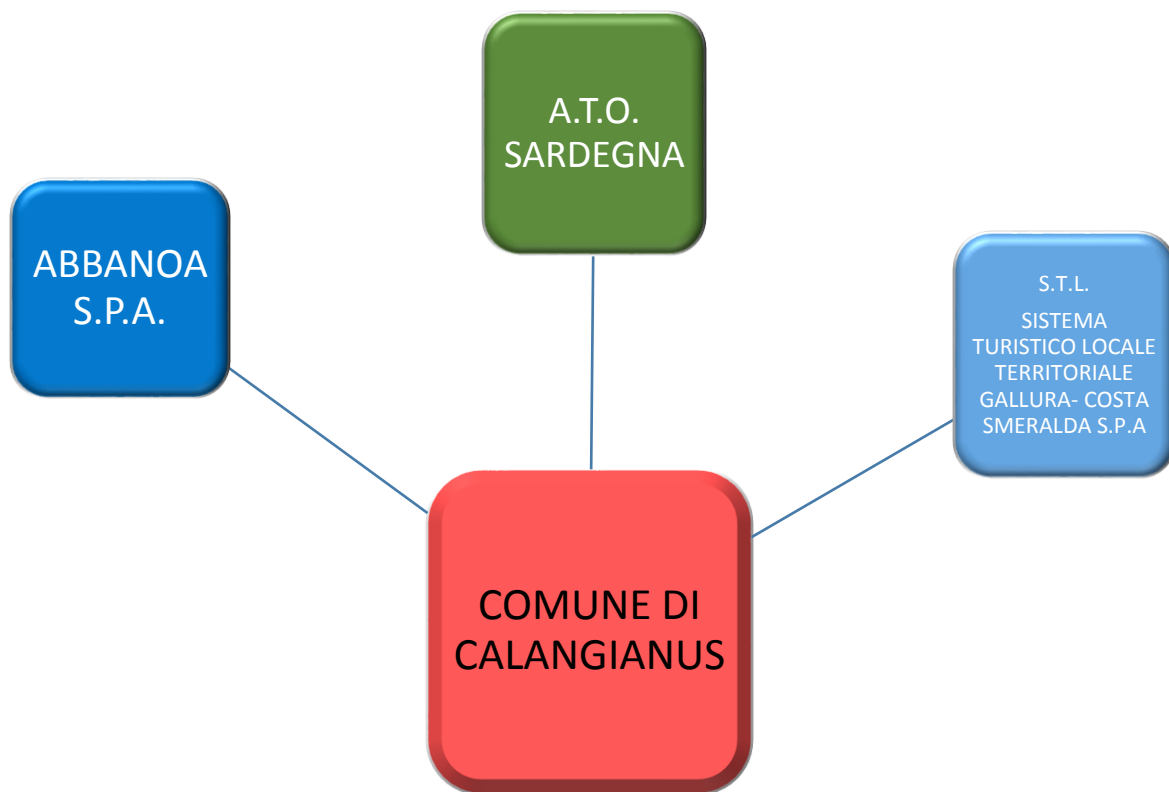 A.T.O.
SARDEGNA
ABBANOA
S.P.A.
S.T.L.
SISTEMA
TURISTICO LOCALE
TERRITORIALE
GALLURA- COSTA
SMERALDA S.P.A
COMUNE DI
CALANGIANUS